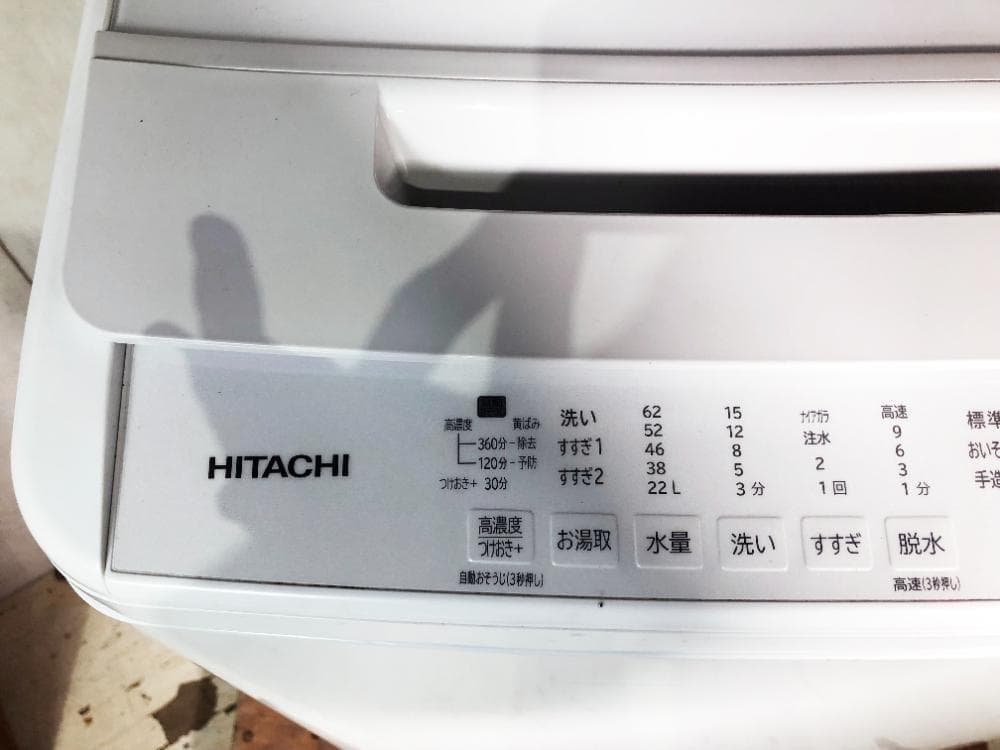 HITACHI
高濃度 黄ばみ
360分-除去
120分-予防
つけおき+ 30分
高濃度
つけおき+
自動おそうじ(3秒押し)
洗い
すすぎ1
すすぎ2
お湯取
62
52
46
38
22 L
水量
15
12
8
5
3 分
洗い
ナイアガラ
注水
2
1 回
すすぎ
高速
9
6
3
1 分
脱水
高速(3秒押し)
標準
おいそ
手造